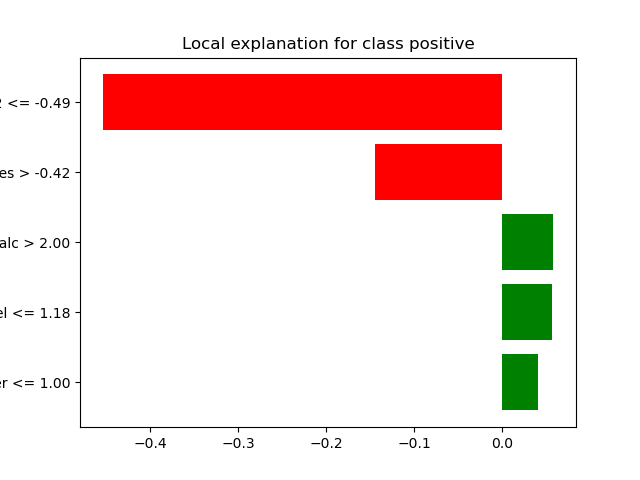 Local explanation for class positive
2 <= -0.49
es > -0.42
alc > 2.00
el <= 1.18
er <= 1.00
−0.4 −0.3 −0.2 −0.1 0.0